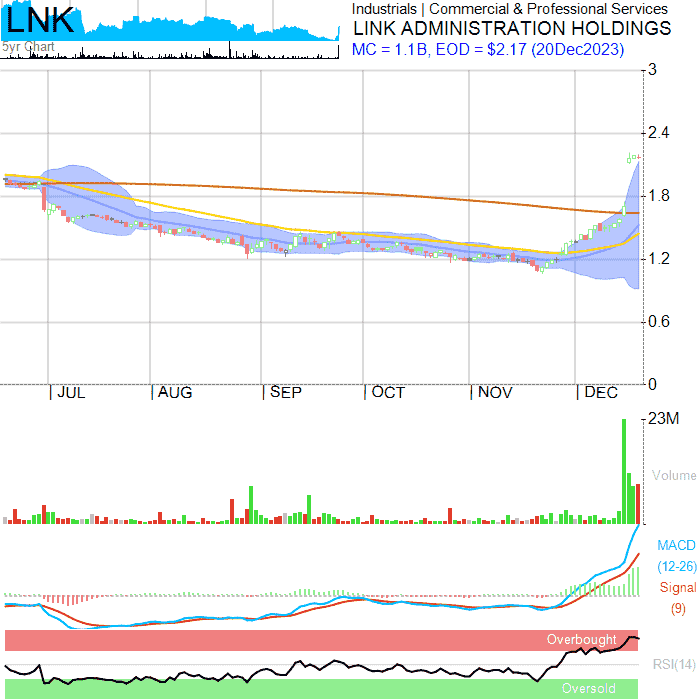 LNK
5yr Chart
Industrials | Commercial & Professional Services
LINK ADMINISTRATION HOLDINGS
MC = 1.1B, EOD = $2.17 (20Dec2023)
3
2.4
1.8
1.2
0.6
0
| JUL | AUG | SEP | OCT | NOV | DEC
23M
Volume
MACD
(12-26)
Signal
(9)
Overbought
RSI(14)
Oversold